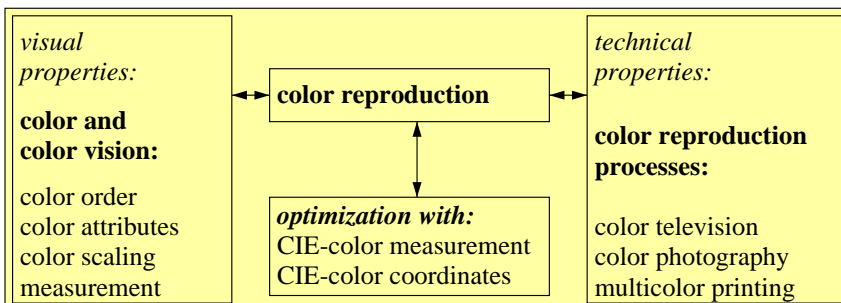 visual
properties:
color and
color vision:
color order
color attributes
color scaling
measurement
color reproduction
optimization with:
CIE-color measurement
CIE-color coordinates
technical
properties:
color reproduction
processes:
color television
color photography
multicolor printing